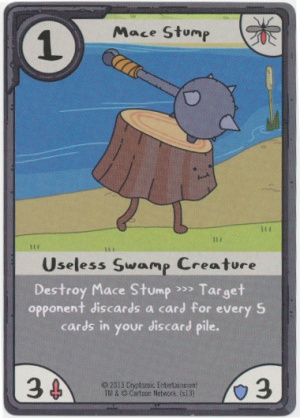 1
Mace Stump
Useless Swamp Creature
Destroy Mace Stump >>> Target
opponent discards a card for every 5
cards in your discard pile.
3
© 2013 Cryptozoic Entertainment
TM & © Cartoon Network. (s13)
3